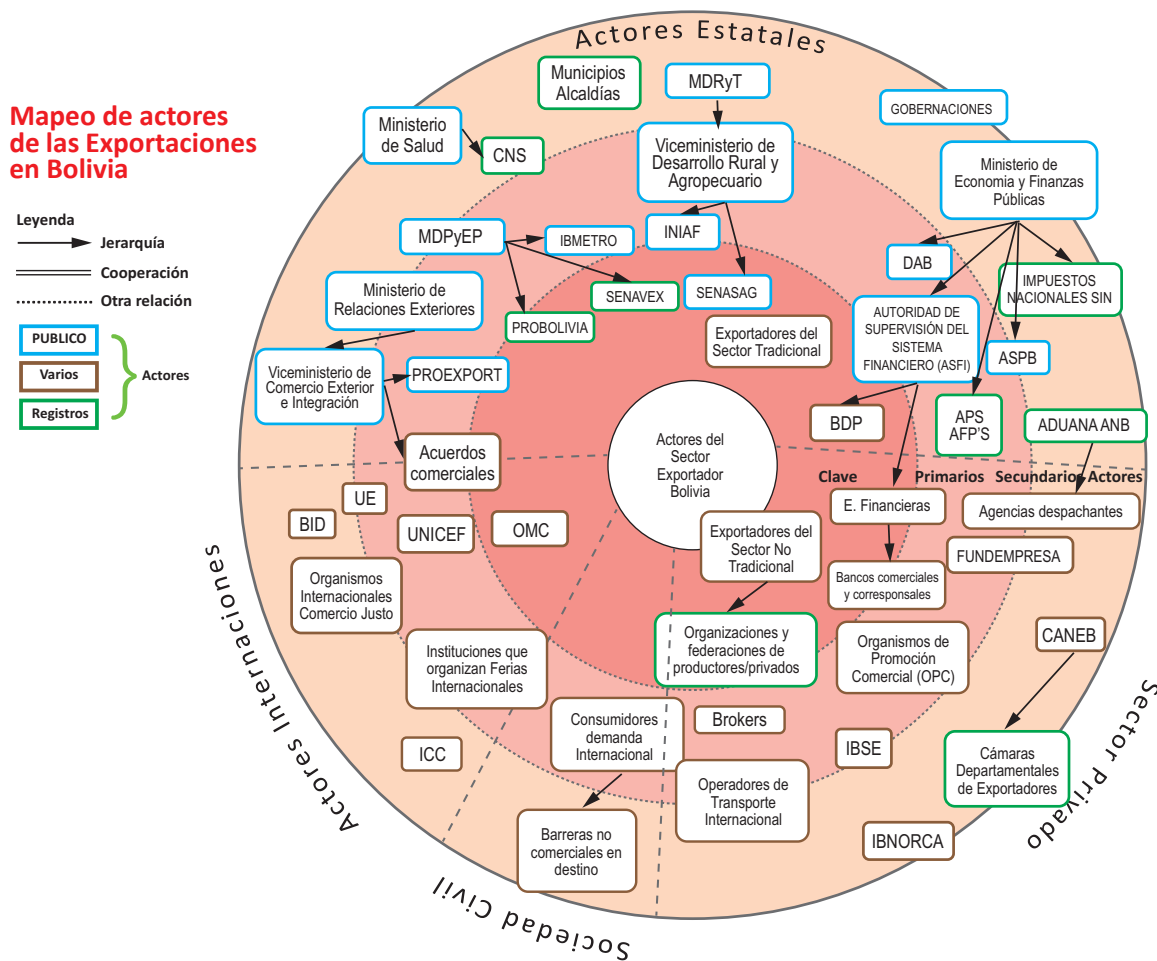 Mapeo de actores
de las Exportaciones
en Bolivia
Leyenda
Jerarquía
Cooperación
Otra relación
PUBLICO
Varios
Registros
Actores
Actores Estatales
Municipios
Alcaldías
MDRyT
GOBERNACIONES
Ministerio
de Salud
CNS
Viceministerio de
Desarrollo Rural y
Agropecuario
Ministerio de
Economia y Finanzas
Públicas
MDPyEP
IBMETRO
INIAF
DAB
SENAVEX
SENASAG
IMPUESTOS
NACIONALES SIN
Ministerio de
Relaciones Exteriores
PROBOLIVIA
Exportadores del
Sector Tradicional
AUTORIDAD DE
SUPERVISIÓN DEL
SISTEMA
FINANCIERO (ASFI)
ASPB
Viceministerio de
Comercio Exterior
e Integración
PROEXPORT
BDP
APS
AFP'S
ADUANA ANB
Acuerdos
comerciales
Actores del
Sector
Exportador
Bolivia
Clave
Primarios
Secundarios
Actores
UE
BID
UNICEF
OMC
E. Financieras
Agencias despachantes
Exportadores del
Sector No
Tradicional
FUNDEMPRESA
Organismos
Internacionales
Comercio Justo
Bancos comerciales
y corresponsales
Instituciones que
organizan Ferias
Internacionales
Organizaciones y
federaciones de
productores/privados
Organismos de
Promoción
Comercial (OPC)
CANEB
Consumidores
demanda
Internacional
Brokers
ICC
IBSE
Cámaras
Departamentales
de Exportadores
Operadores de
Transporte
Internacional
Barreras no
comerciales en
destino
IBNORCA
Actores Internaciones
Sociedad Civil
Sector Privado